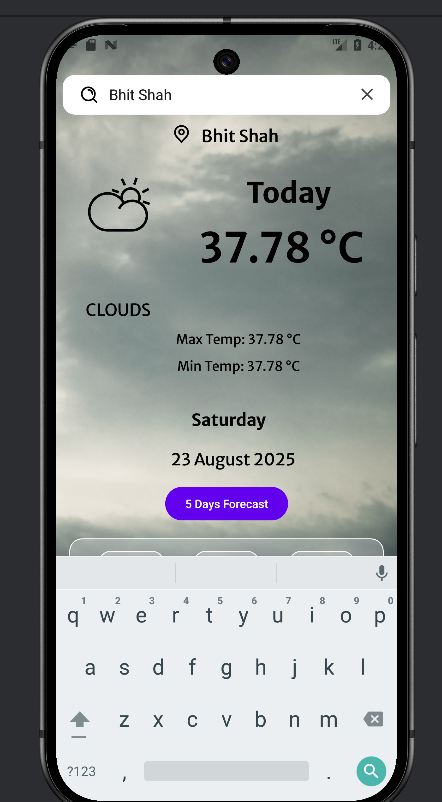 Bhit Shah
Bhit Shah
Today
37.78 °C
CLOUDS
Max Temp: 37.78 °C
Min Temp: 37.78 °C
Saturday
23 August 2025
5 Days Forecast
1 2 3 4 5 6 7 8 9 0
q w e r t y u i o p
a s d f g h j k l
z x c v b n m
?123 , .